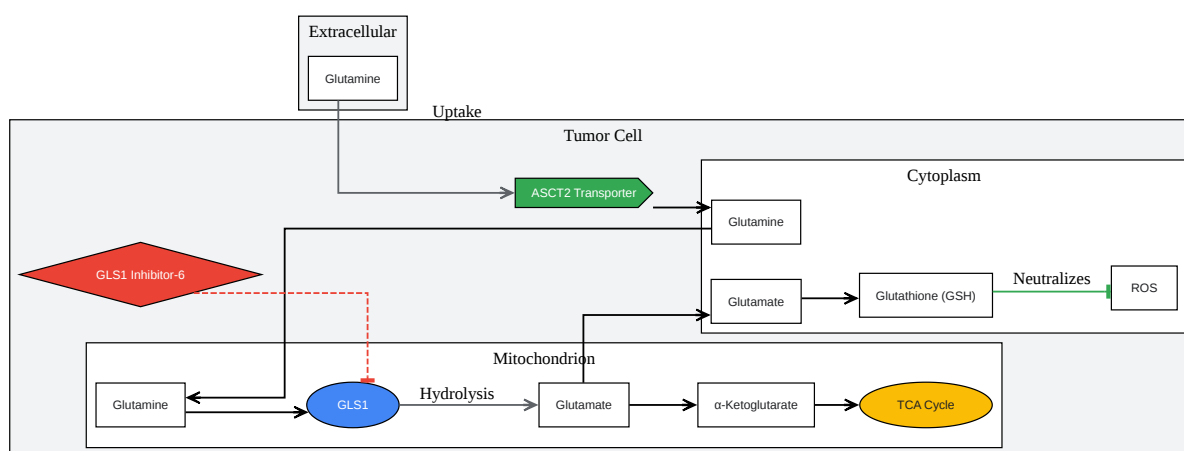 Extracellular
Glutamine
Uptake
Tumor Cell
Cytoplasm
ASCT2 Transporter
Glutamine
GLS1 Inhibitor-6
Glutamate
Glutathione (GSH)
Neutralizes
ROS
Mitochondrion
Glutamine
GLS1
Hydrolysis
Glutamate
α-Ketoglutarate
TCA Cycle